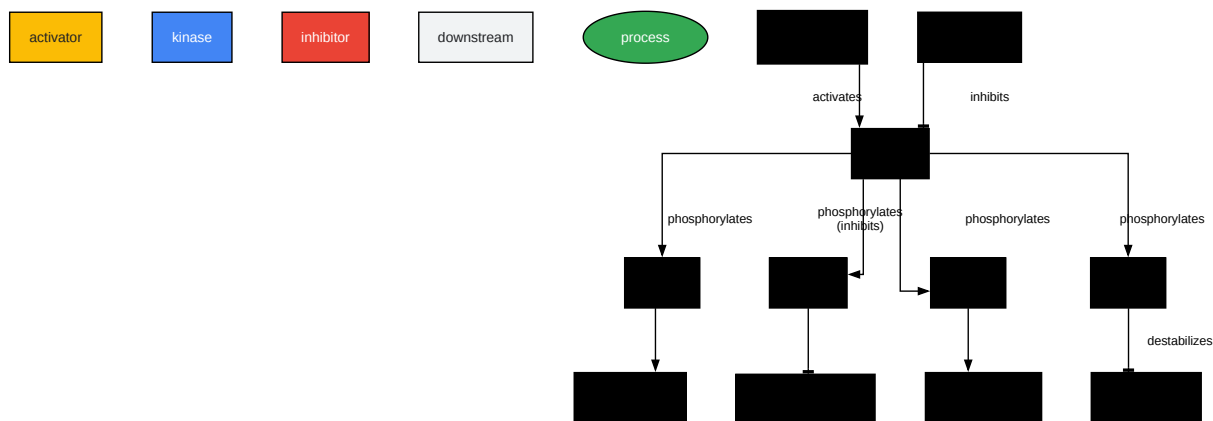 activator
kinase
inhibitor
downstream
process
activates
inhibits
phosphorylates
phosphorylates
(inhibits)
phosphorylates
phosphorylates
destabilizes